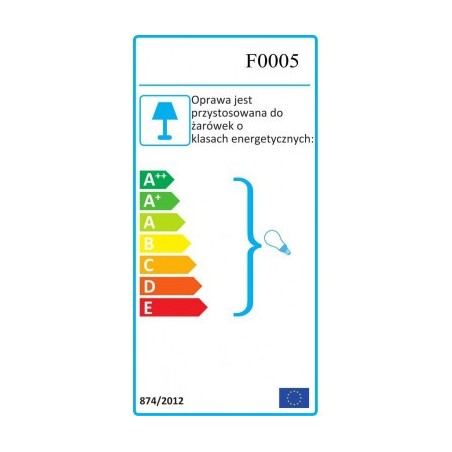 F0005
Oprawa jest
przystosowana do
żarówek o
klasach energetycznych:
A++
A+
A
B
C
D
E
874/2012